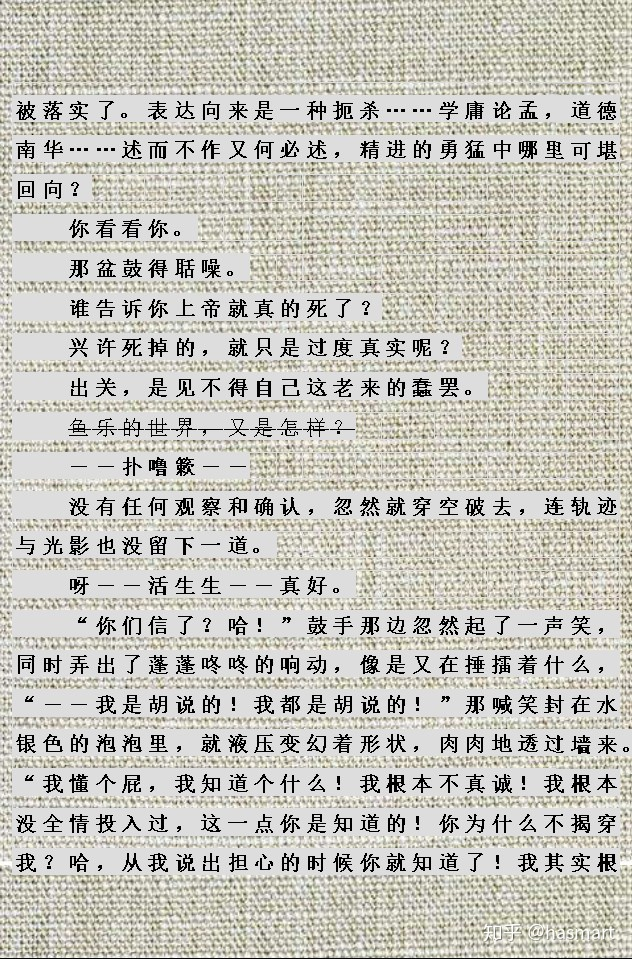 被落实了。表达向来是一种扼杀……学庸论孟，道德
南华……述而不作又何必述，精进的勇猛中哪里可堪
回向？
你看看你。
那盆鼓得聒噪。
谁告诉你上帝就真的死了？
兴许死掉的，就只是过度真实呢？
出关，是见不得自己这老来的蠢罢。
鱼乐的世界，又是怎样？
——扑噜簌——
没有任何观察和确认，忽然就穿空破去，连轨迹
与光影也没留下一道。
呀——活生生——真好。
“你们信了？哈！”鼓手那边忽然起了一声笑，
同时弄出了蓬蓬咚咚的响动，像是又在捶擂着什么，
“——我是胡说的！我都是胡说的！”那喊笑封在水
银色的泡泡里，就液压变幻着形状，肉肉地透过墙来。
“我懂个屁，我知道个什么！我根本不真诚！我根本
没全情投入过，这一点你是知道的！你为什么不揭穿
我？哈，从我说出担心的时候你就知道了！我其实根
知乎 @hasmart